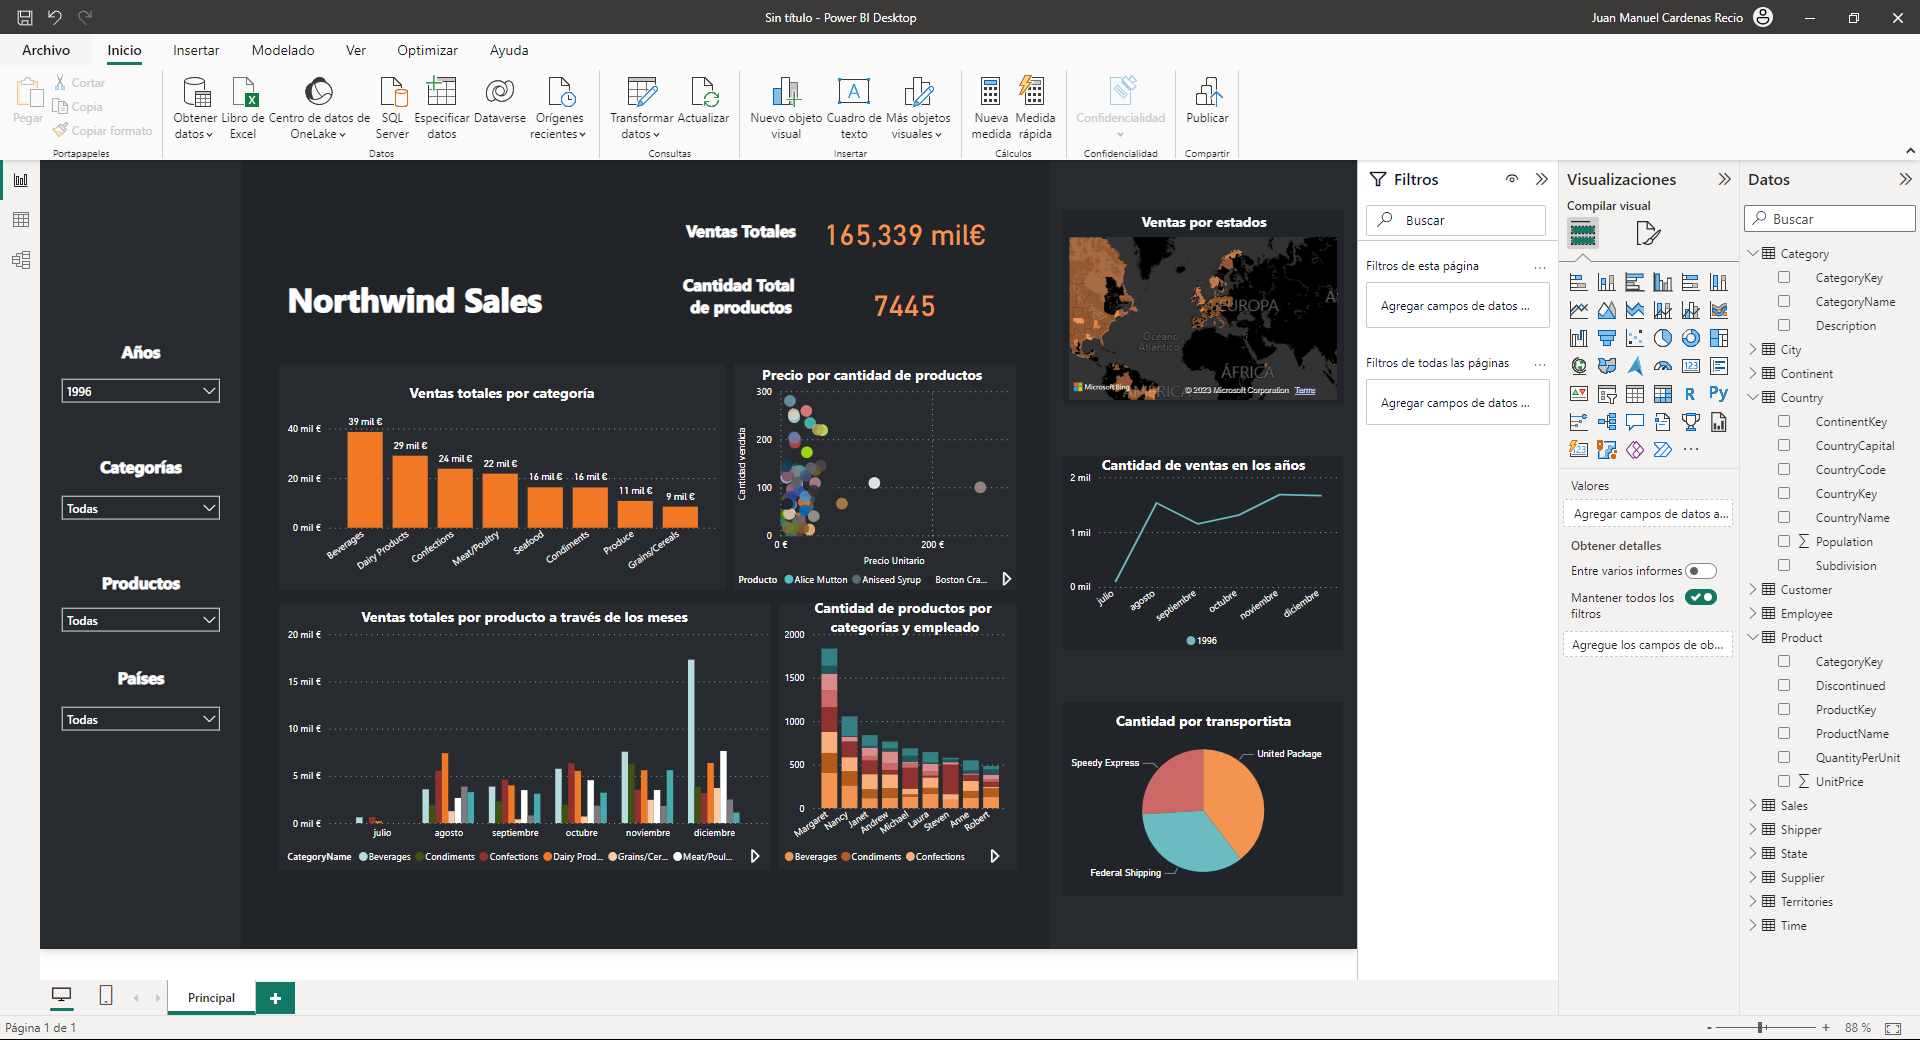 Sin título - Power BI Desktop
Juan Manuel Cardenas Recio
Archivo
Inicio
Insertar
Modelado
Ver
Optimizar
Ayuda
Pegar
Cortar
Copia
Copiar formato
Portapapeles
Obtener
datos
Libro de
Excel
Centro de datos de
OneLake
SQL
Server
Especificar
datos
Dataverse
Orígenes
recientes
Datos
Transformar
datos
Actualizar
Consultas
Nuevo objeto
visual
A
Cuadro de
texto
Más objetos
visuales
Insertar
Nueva
medida
Medida
rápida
Cálculos
Confidencialidad
Confidencialidad
Publicar
Compartir
Años
1996
Categorías
Todas
Productos
Todas
Países
Todas
Northwind Sales
Ventas Totales
165,339 mil€
Cantidad Total
de productos
7445
Ventas totales por categoría
40 mil €
20 mil €
0 mil €
39 mil €
29 mil €
24 mil €
22 mil €
16 mil €
16 mil €
11 mil €
9 mil €
Beverages
Dairy Products
Confections
Meat/Poultry
Seafood
Condiments
Produce
Grains/Cereals
Precio por cantidad de productos
Cantidad vendida
300
200
100
0
0 €
200 €
Precio Unitario
Producto
Alice Mutton
Aniseed Syrup
Boston Cra...
Ventas totales por producto a través de los meses
20 mil €
15 mil €
10 mil €
5 mil €
0 mil €
julio
agosto
septiembre
octubre
noviembre
diciembre
CategoryName
Beverages
Condiments
Confections
Dairy Prod...
Grains/Cer...
Meat/Poul...
Cantidad de productos por
categorías y empleado
2000
1500
1000
500
0
Margaret
Nancy
Janet
Andrew
Michael
Laura
Steven
Anne
Robert
Beverages
Condiments
Confections
Ventas por estados
EUROPA
Océano
Atlántico
ÁFRICA
AMÉRICA
Microsoft Bing
© 2023 Microsoft Corporation
Terms
Cantidad de ventas en los años
2 mil
1 mil
0 mil
julio
agosto
septiembre
octubre
noviembre
diciembre
1996
Cantidad por transportista
Speedy Express
United Package
Federal Shipping
Filtros
Buscar
Filtros de esta página
...
Agregar campos de datos ...
Filtros de todas las páginas
...
Agregar campos de datos ...
Visualizaciones
Compilar visual
123
R
Py
123
...
Valores
Agregar campos de datos a...
Obtener detalles
Entre varios informes
Mantener todos los
filtros
Agregue los campos de ob...
Datos
Buscar
Category
CategoryKey
CategoryName
Description
City
Continent
Country
ContinentKey
CountryCapital
CountryCode
CountryKey
CountryName
Population
Subdivision
Customer
Employee
Product
CategoryKey
Discontinued
ProductKey
ProductName
QuantityPerUnit
UnitPrice
Sales
Shipper
State
Supplier
Territories
Time
Principal
+
Página 1 de 1
- + 88 %